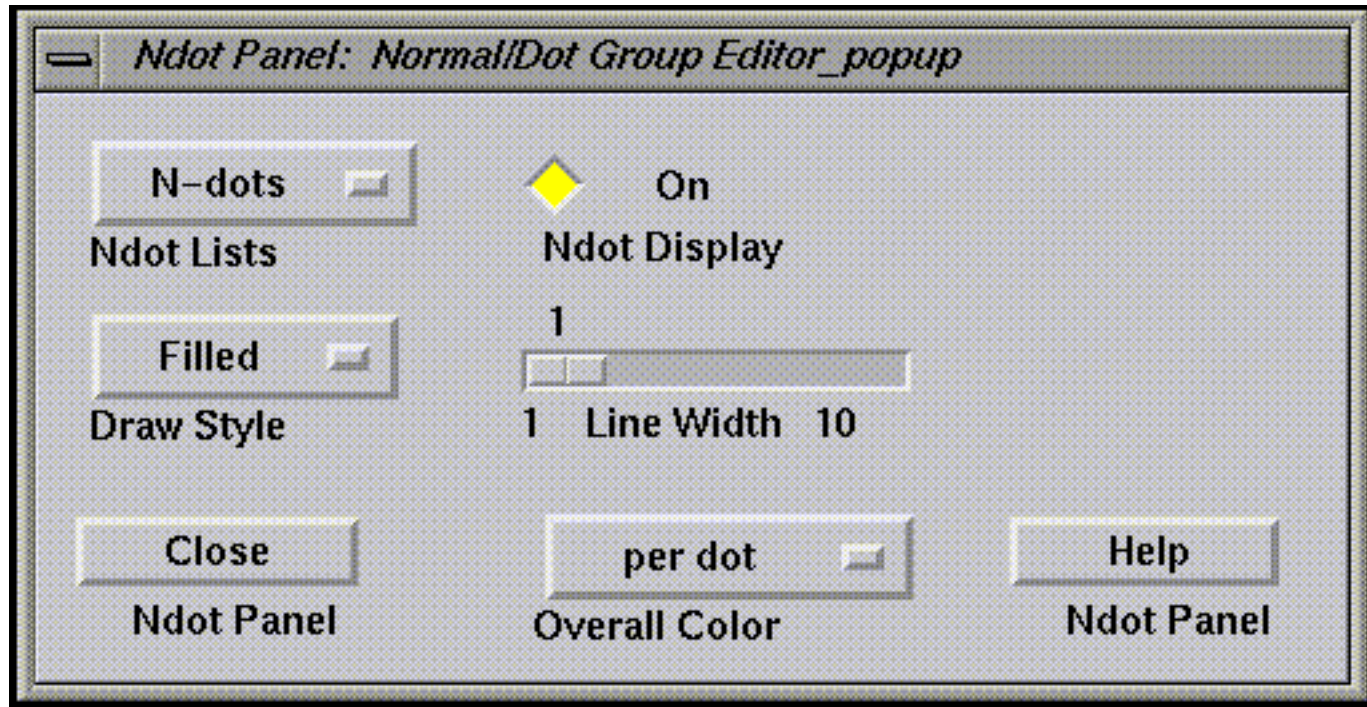 Ndot Panel: Normal/Dot Group Editor_popup
N-dots
On
Ndot Lists
Ndot Display
1
Filled
Draw Style
1 Line Width 10
Close
per dot
Help
Ndot Panel
Overall Color
Ndot Panel